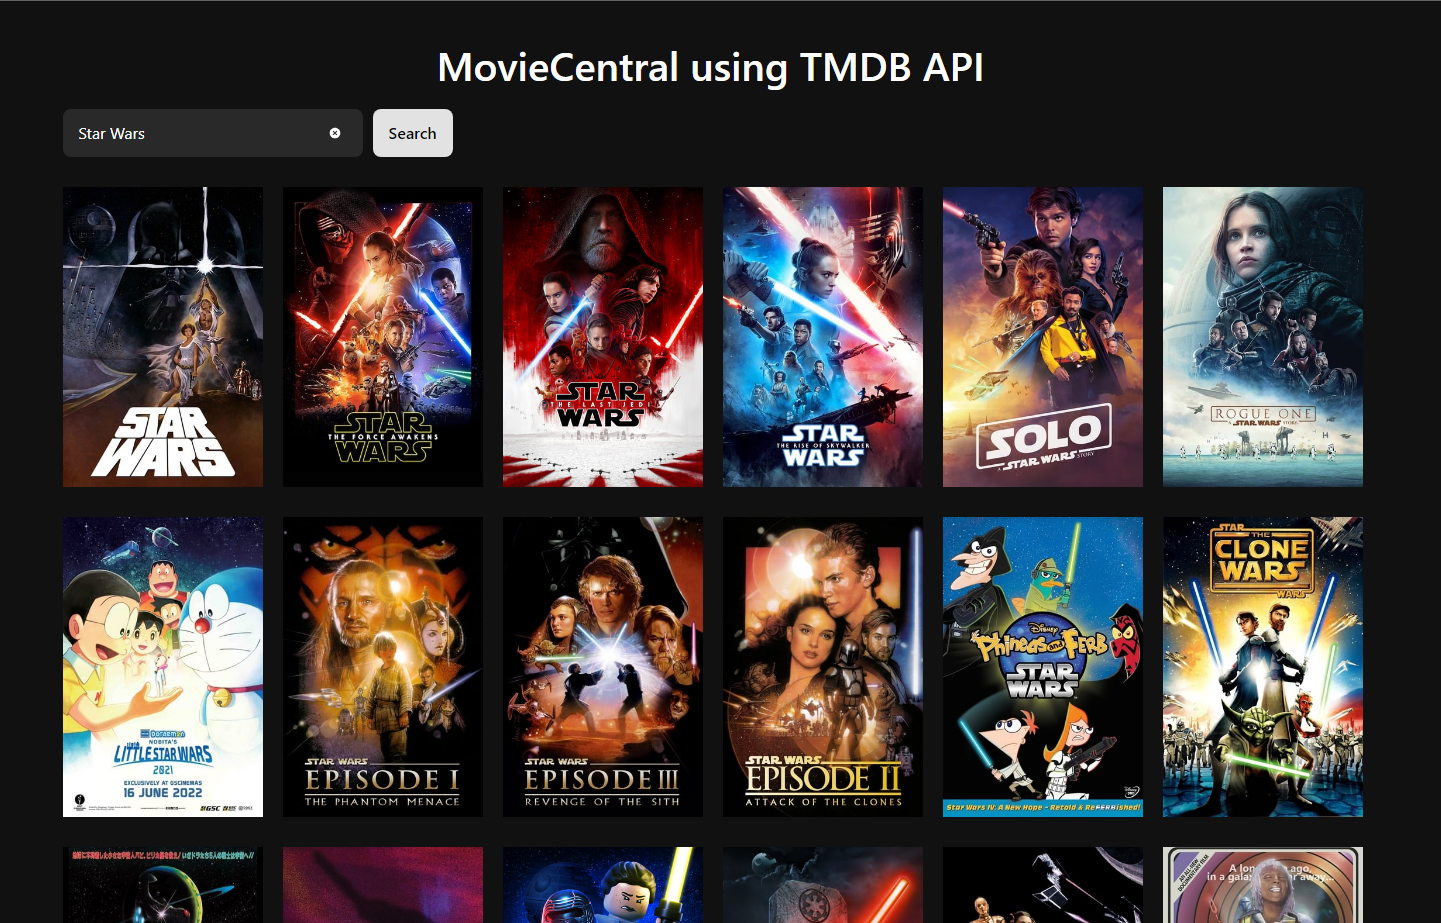 MovieCentral using TMDB API
Star Wars
Search
STAR
WARS
STAR
THE FORCE AWAKENS
WARS
STAR
THE LAST JEDI
WARS
STAR
THE RISE OF SKYWALKER
WARS
SOLO
A STAR WARS STORY
ROGUE ONE
A STAR WARS STORY
DORAEMON
NOBITA'S
LITTLE STAR WARS
2021
EXCLUSIVELY AT GSCINEMAS
16 JUNE 2022
GSC
STAR WARS
EPISODE I
THE PHANTOM MENACE
STAR WARS
EPISODE III
REVENGE OF THE SITH
STAR WARS
EPISODE II
ATTACK OF THE CLONES
Disney
Phineas and FERB
STAR
WARS
Star Wars IV: A New Hope - Retold & ReFERBished!
Disney
DVD
STAR
THE
CLONE
WARS
WARS
A long ago,
in a galaxy far away...